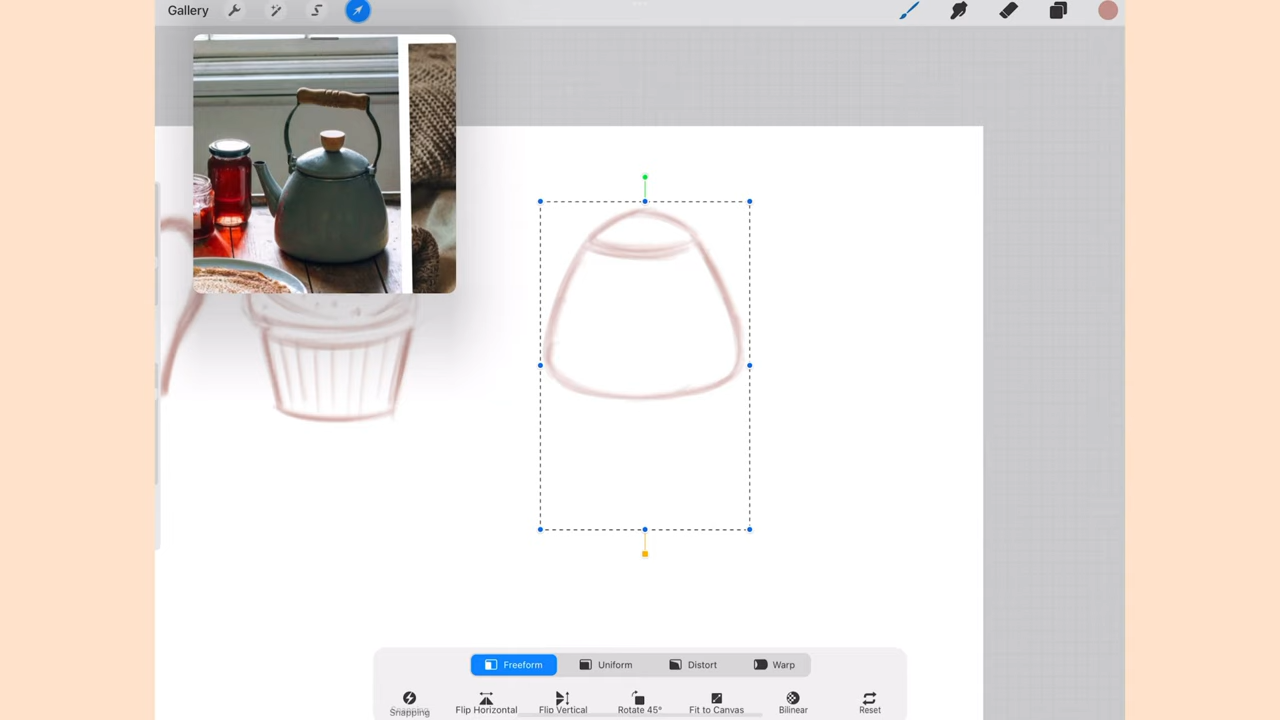 Gallery
Freeform Uniform Distort Warp
Snapping Flip Horizontal Flip Vertical Rotate 45° Fit to Canvas Bilinear Reset